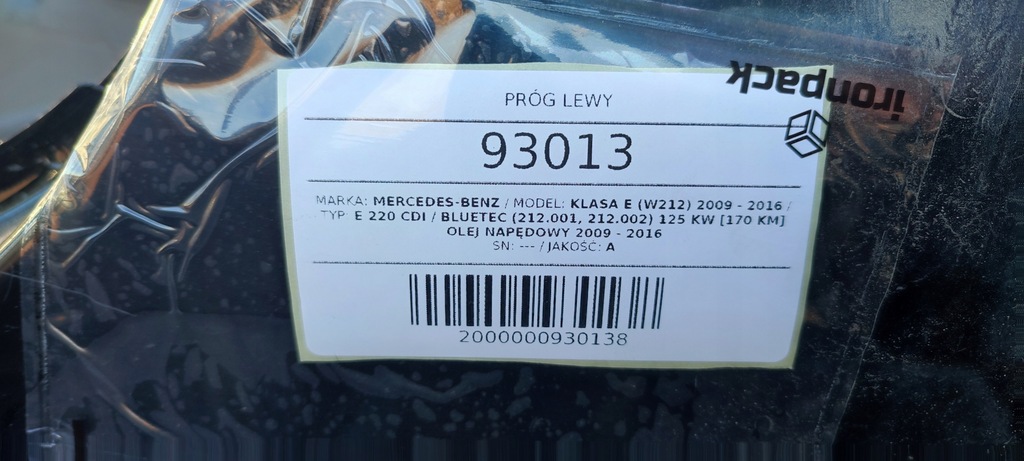 PRÓG LEWY
ironpack
93013
MARKA: MERCEDES-BENZ / MODEL: KLASA E (W212) 2009 - 2016 /
TYP: E 220 CDI / BLUETEC (212.001, 212.002) 125 KW [170 KM]
OLEJ NAPĘDOWY 2009 - 2016
SN: --- / JAKOŚĆ: A
2000000930138